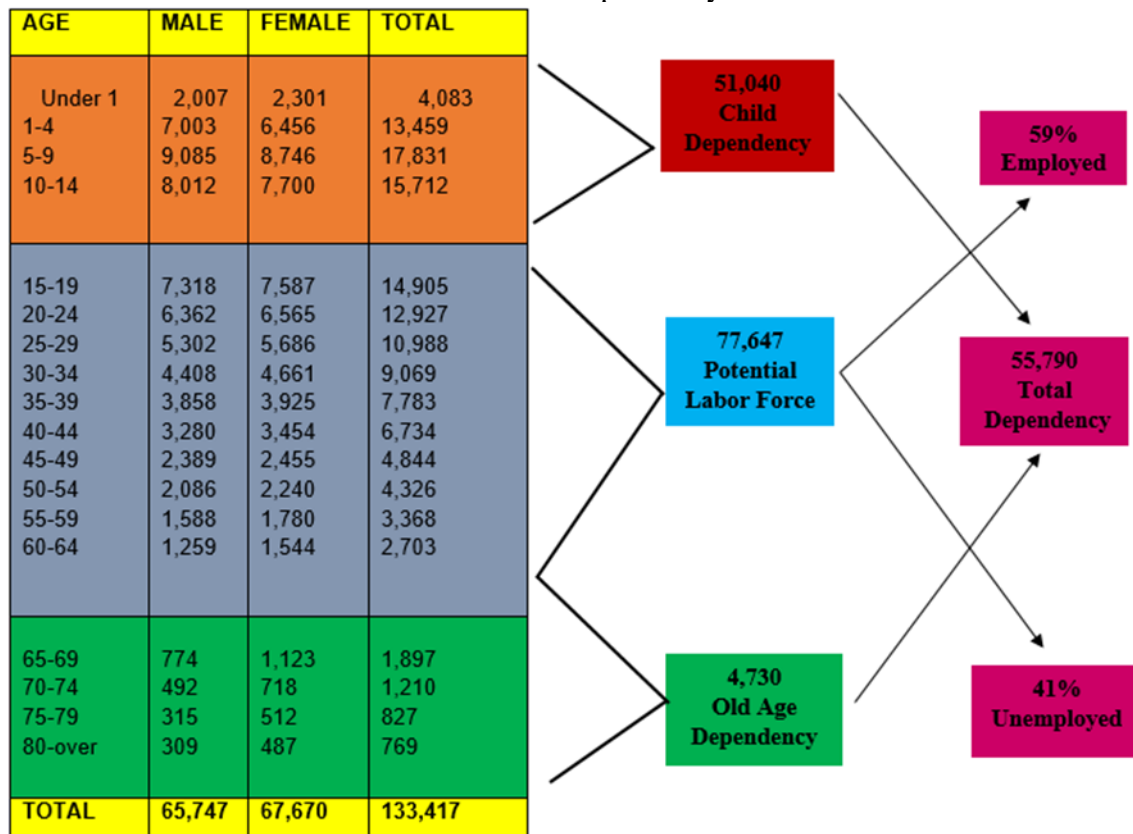 AGE MALE FEMALE TOTAL
Under 1 2,007 2,301 4,083
1-4 7,003 6,456 13,459
5-9 9,085 8,746 17,831
10-14 8,012 7,700 15,712
15-19 7,318 7,587 14,905
20-24 6,362 6,565 12,927
25-29 5,302 5,686 10,988
30-34 4,408 4,661 9,069
35-39 3,858 3,925 7,783
40-44 3,280 3,454 6,734
45-49 2,389 2,455 4,844
50-54 2,086 2,240 4,326
55-59 1,588 1,780 3,368
60-64 1,259 1,544 2,703
65-69 774 1,123 1,897
70-74 492 718 1,210
75-79 315 512 827
80-over 309 487 769
TOTAL 65,747 67,670 133,417
51,040
Child
Dependency
77,647
Potential
Labor Force
4,730
Old Age
Dependency
59%
Employed
55,790
Total
Dependency
41%
Unemployed